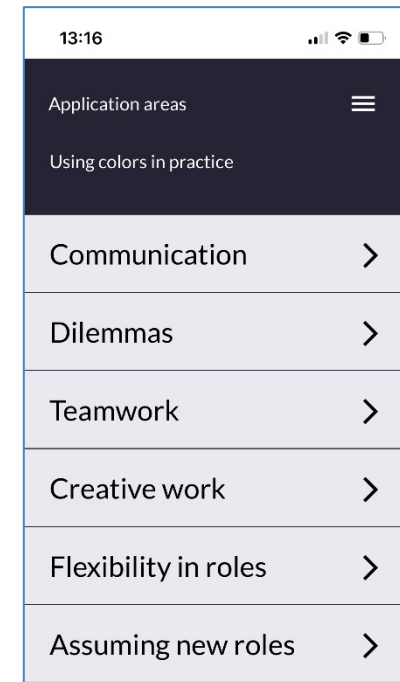 13:16
Application areas
Using colors in practice
Communication
Dilemmas
Teamwork
Creative work
Flexibility in roles
Assuming new roles